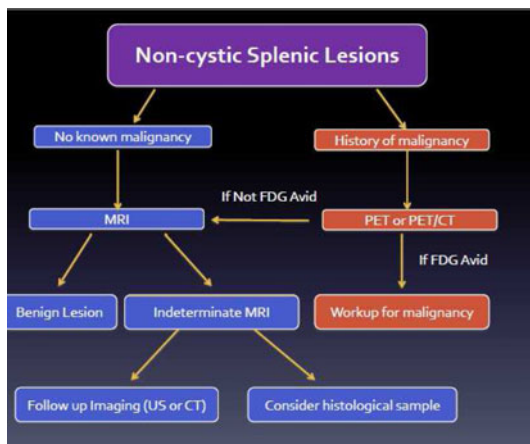 Non-cystic Splenic Lesions
No known malignancy
History of malignancy
If Not FDG Avid
MRI
PET or PET/CT
If FDG Avid
Benign Lesion
Indeterminate MRI
Workup for malignancy
Follow up Imaging (US or CT)
Consider histological sample